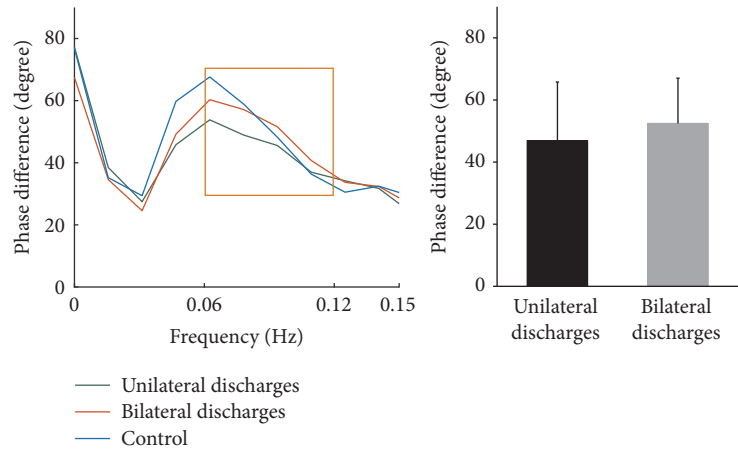 Phase difference (degree)
80
60
40
20
0
0
0.06
0.12
0.15
Frequency (Hz)
Unilateral discharges
Bilateral discharges
Control
Phase difference (degree)
80
60
40
20
0
Unilateral
discharges
Bilateral
discharges